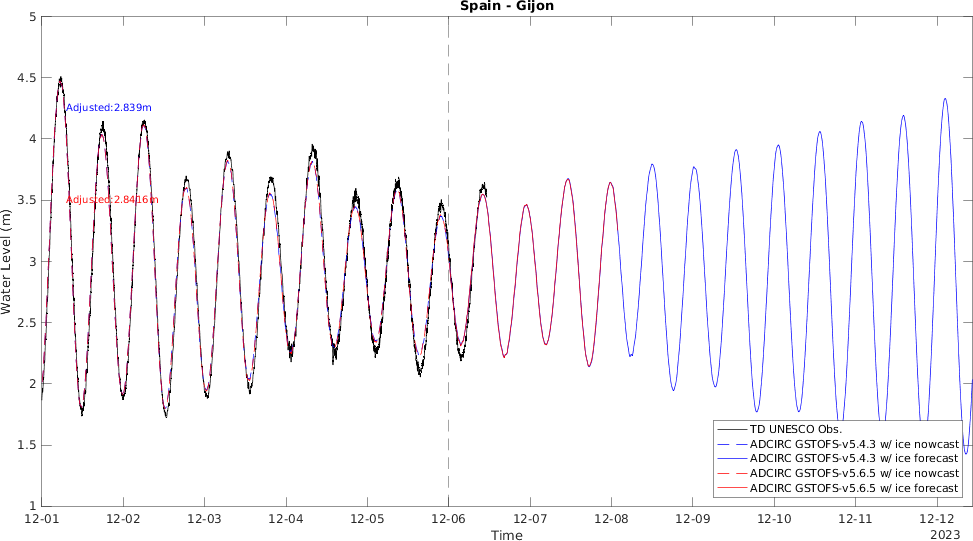 Spain - Gijon
5
4.5
4
3.5
3
2.5
2
1.5
1
Water Level (m)
Adjusted:2.839m
Adjusted:2.8416m
TD UNESCO Obs.
ADCIRC GSTOFS-v5.4.3 w/ ice nowcast
ADCIRC GSTOFS-v5.4.3 w/ ice forecast
ADCIRC GSTOFS-v5.6.5 w/ ice nowcast
ADCIRC GSTOFS-v5.6.5 w/ ice forecast
12-01 12-02 12-03 12-04 12-05 12-06 12-07 12-08 12-09 12-10 12-11 12-12
2023
Time